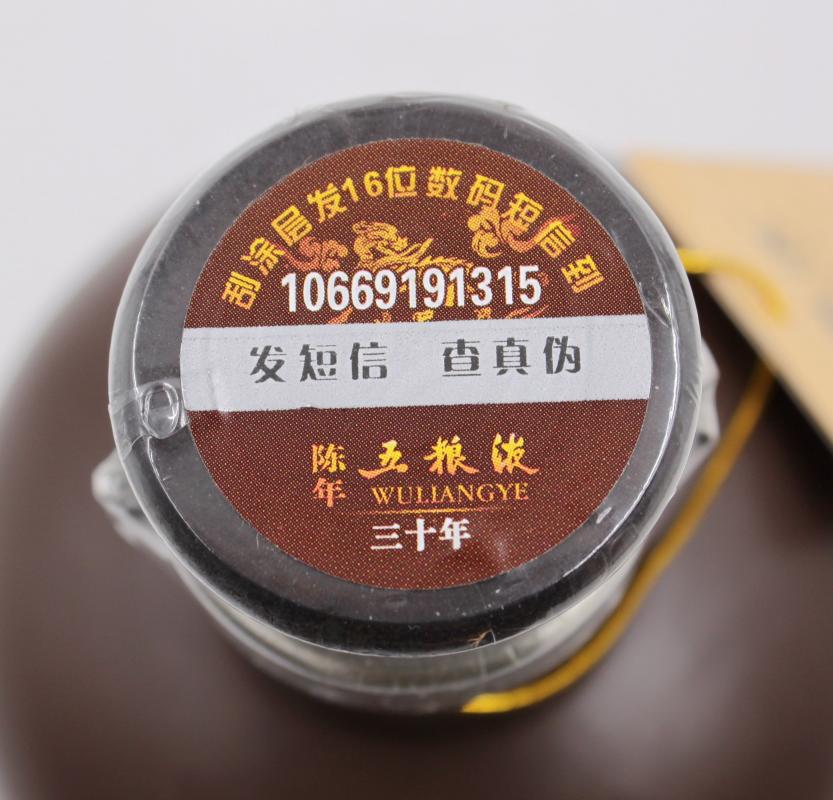 刮涂层发16位数码短信到
10669191315
发短信 查真伪
陈年 五粮液
WULIANGYE
三十年